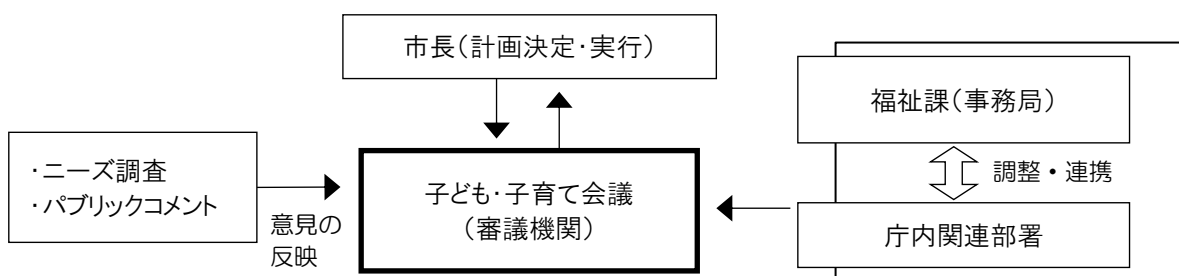 市長（計画決定・実行）
福祉課（事務局）
・ニーズ調査
・パブリックコメント
意見の
反映
子ども・子育て会議
（審議機関）
調整・連携
庁内関連部署